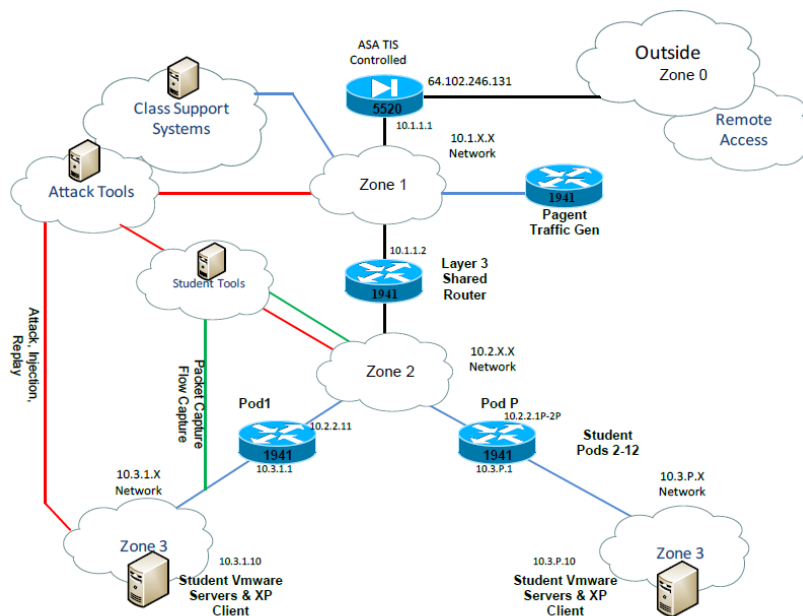 ASA TIS
Controlled
64.102.246.131
5520
10.1.1.1
Outside
Zone 0
Remote
Access
Class Support
Systems
10.1.X.X
Network
Attack Tools
Zone 1
1941
Pagent
Traffic Gen
10.1.1.2
Layer 3
Shared
Router
1941
Student Tools
Attack, Injection,
Replay
Packet Capture
Flow Capture
10.2.X.X
Network
Zone 2
Pod1
10.2.2.11
1941
10.3.1.1
Pod P
10.2.2.1P-2P
1941
10.3.P.1
Student
Pods 2-12
10.3.1.X
Network
10.3.P.X
Network
Zone 3
10.3.1.10
Student Vmware
Servers & XP
Client
Zone 3
10.3.P.10
Student Vmware
Servers & XP
Client